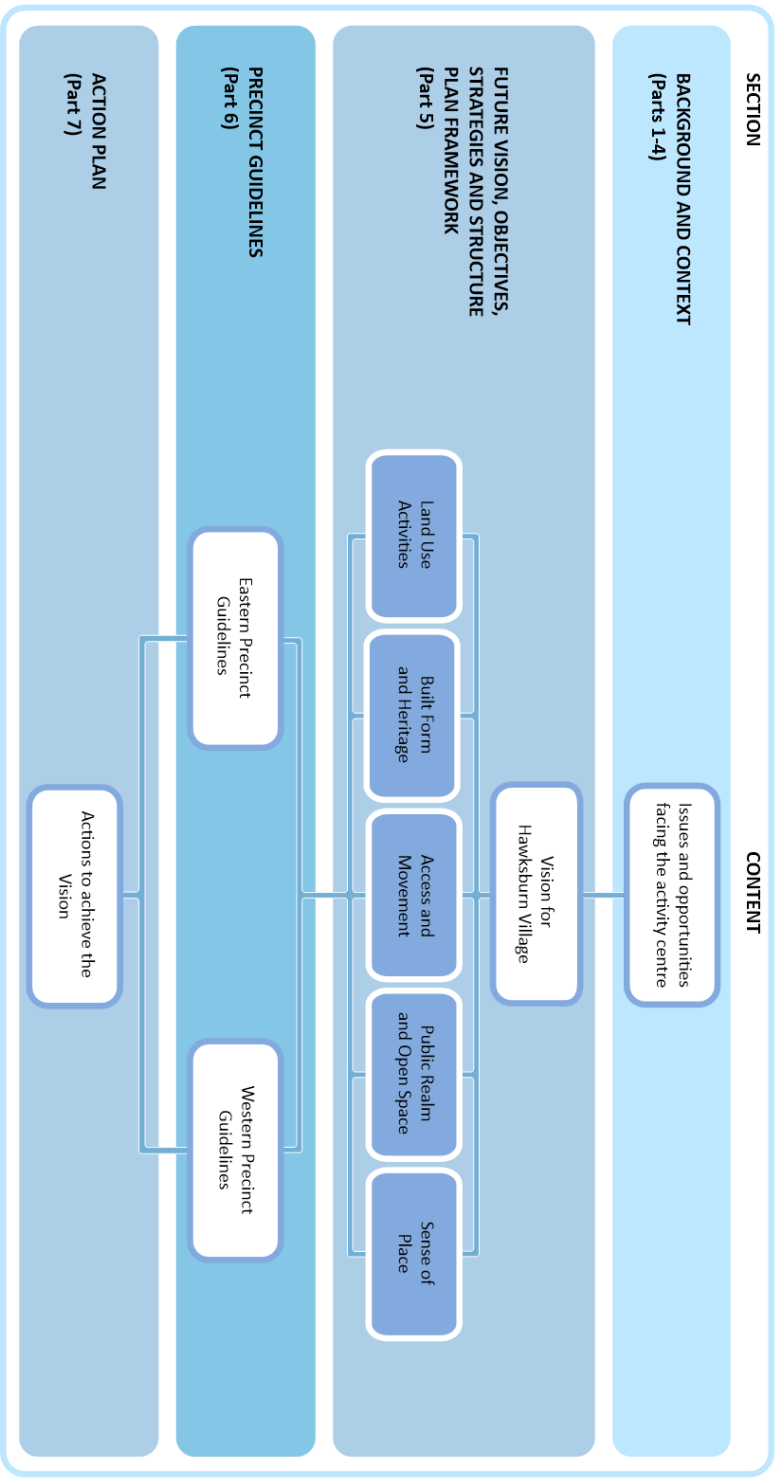 SECTION
CONTENT
BACKGROUND AND CONTEXT
(Parts 1-4)
Issues and opportunities
facing the activity centre
FUTURE VISION, OBJECTIVES,
STRATEGIES AND STRUCTURE
PLAN FRAMEWORK
(Part 5)
Vision for
Hawksburn Village
Land Use
Activities
Built Form
and Heritage
Access and
Movement
Public Realm
and Open Space
Sense of
Place
PRECINCT GUIDELINES
(Part 6)
Eastern Precinct
Guidelines
Western Precinct
Guidelines
ACTION PLAN
(Part 7)
Actions to achieve the
Vision